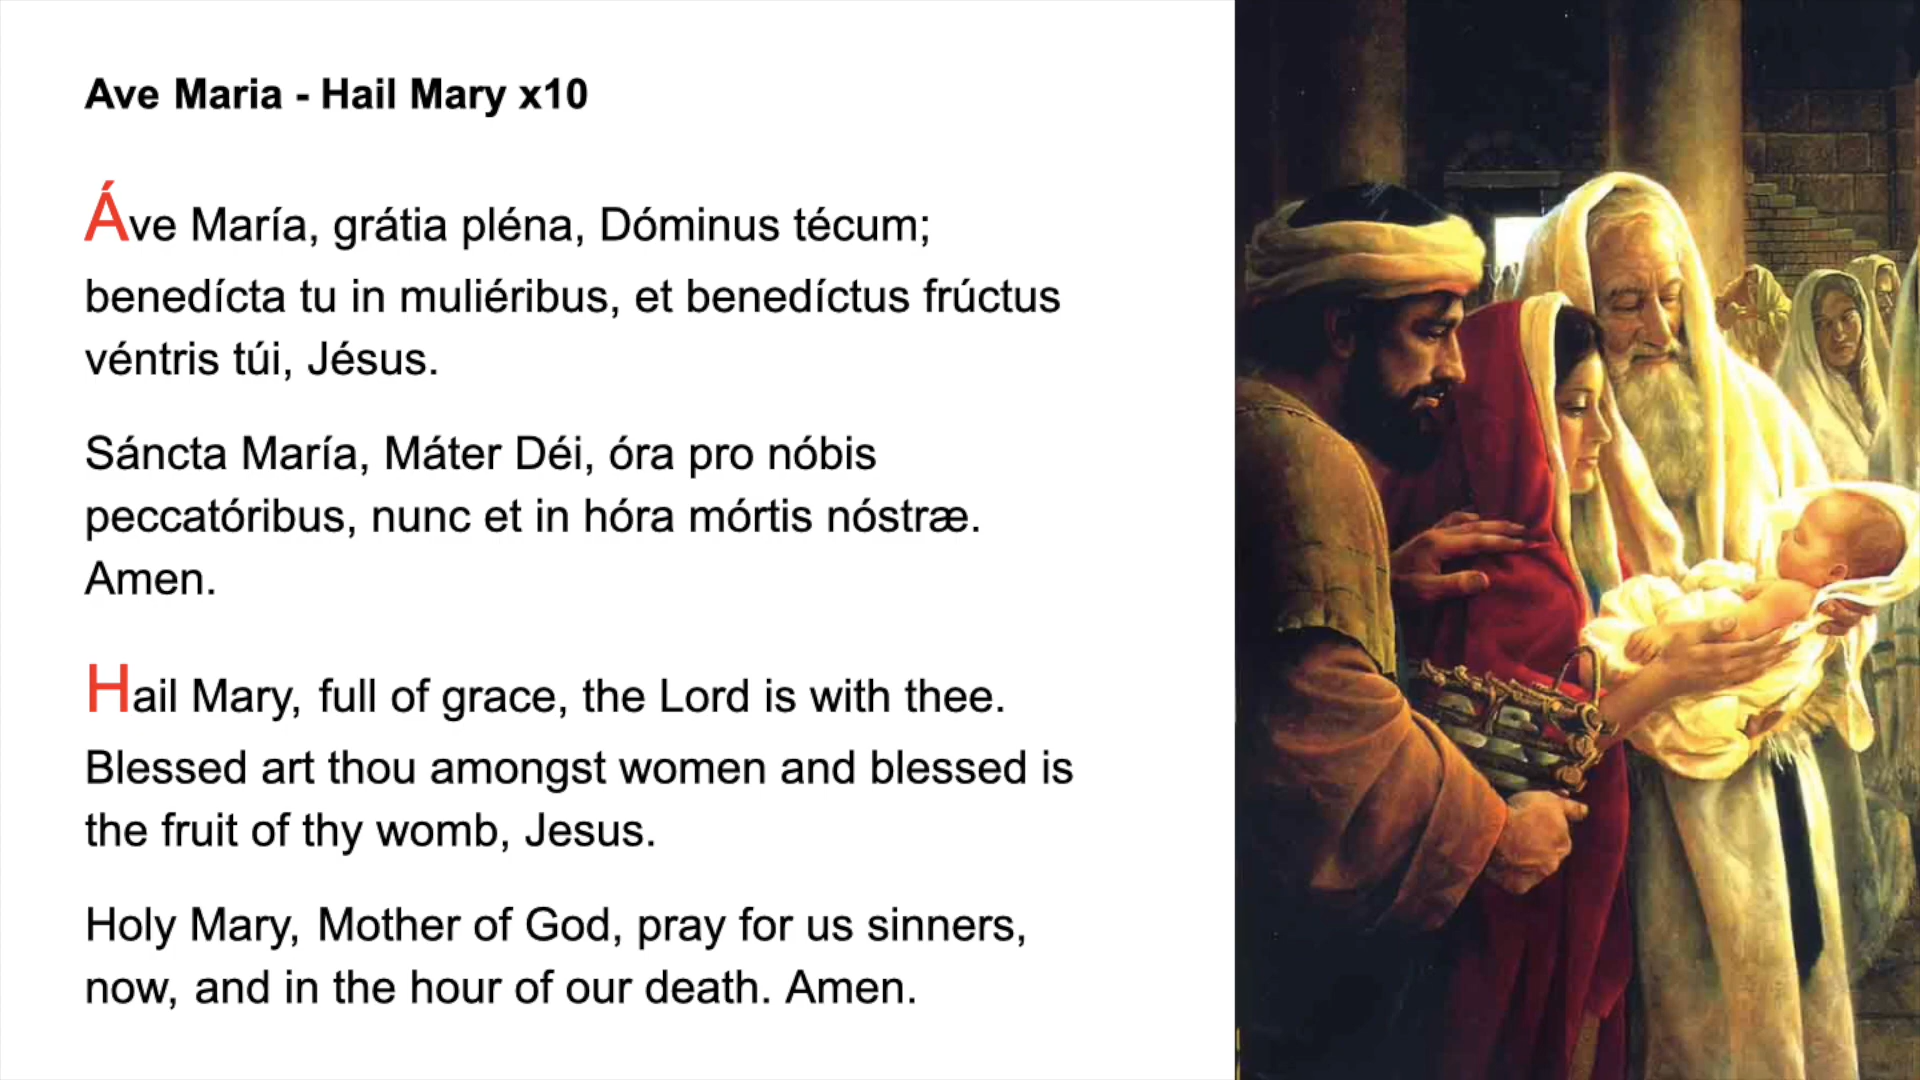 Ave Maria - Hail Mary x10
Áve María, grátia pléna, Dóminus técum;
benedícta tu in muliéribus, et benedíctus frúctus
véntris túi, Jésus.
Sáncta María, Máter Déi, óra pro nóbis
peccatóribus, nunc et in hóra mórtis nóstræ.
Amen.
Hail Mary, full of grace, the Lord is with thee.
Blessed art thou amongst women and blessed is
the fruit of thy womb, Jesus.
Holy Mary, Mother of God, pray for us sinners,
now, and in the hour of our death. Amen.